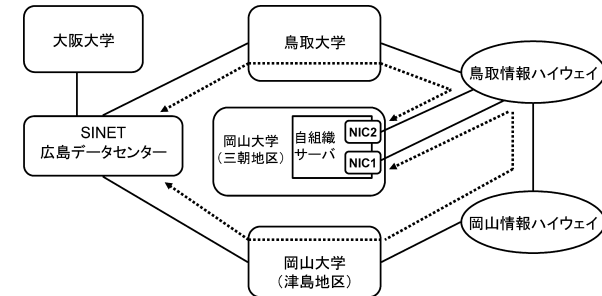 大阪大学
鳥取大学
鳥取情報ハイウェイ
SINET
広島データセンター
岡山大学
(三朝地区)
自組織
サーバ
NIC2
NIC1
岡山情報ハイウェイ
岡山大学
(津島地区)